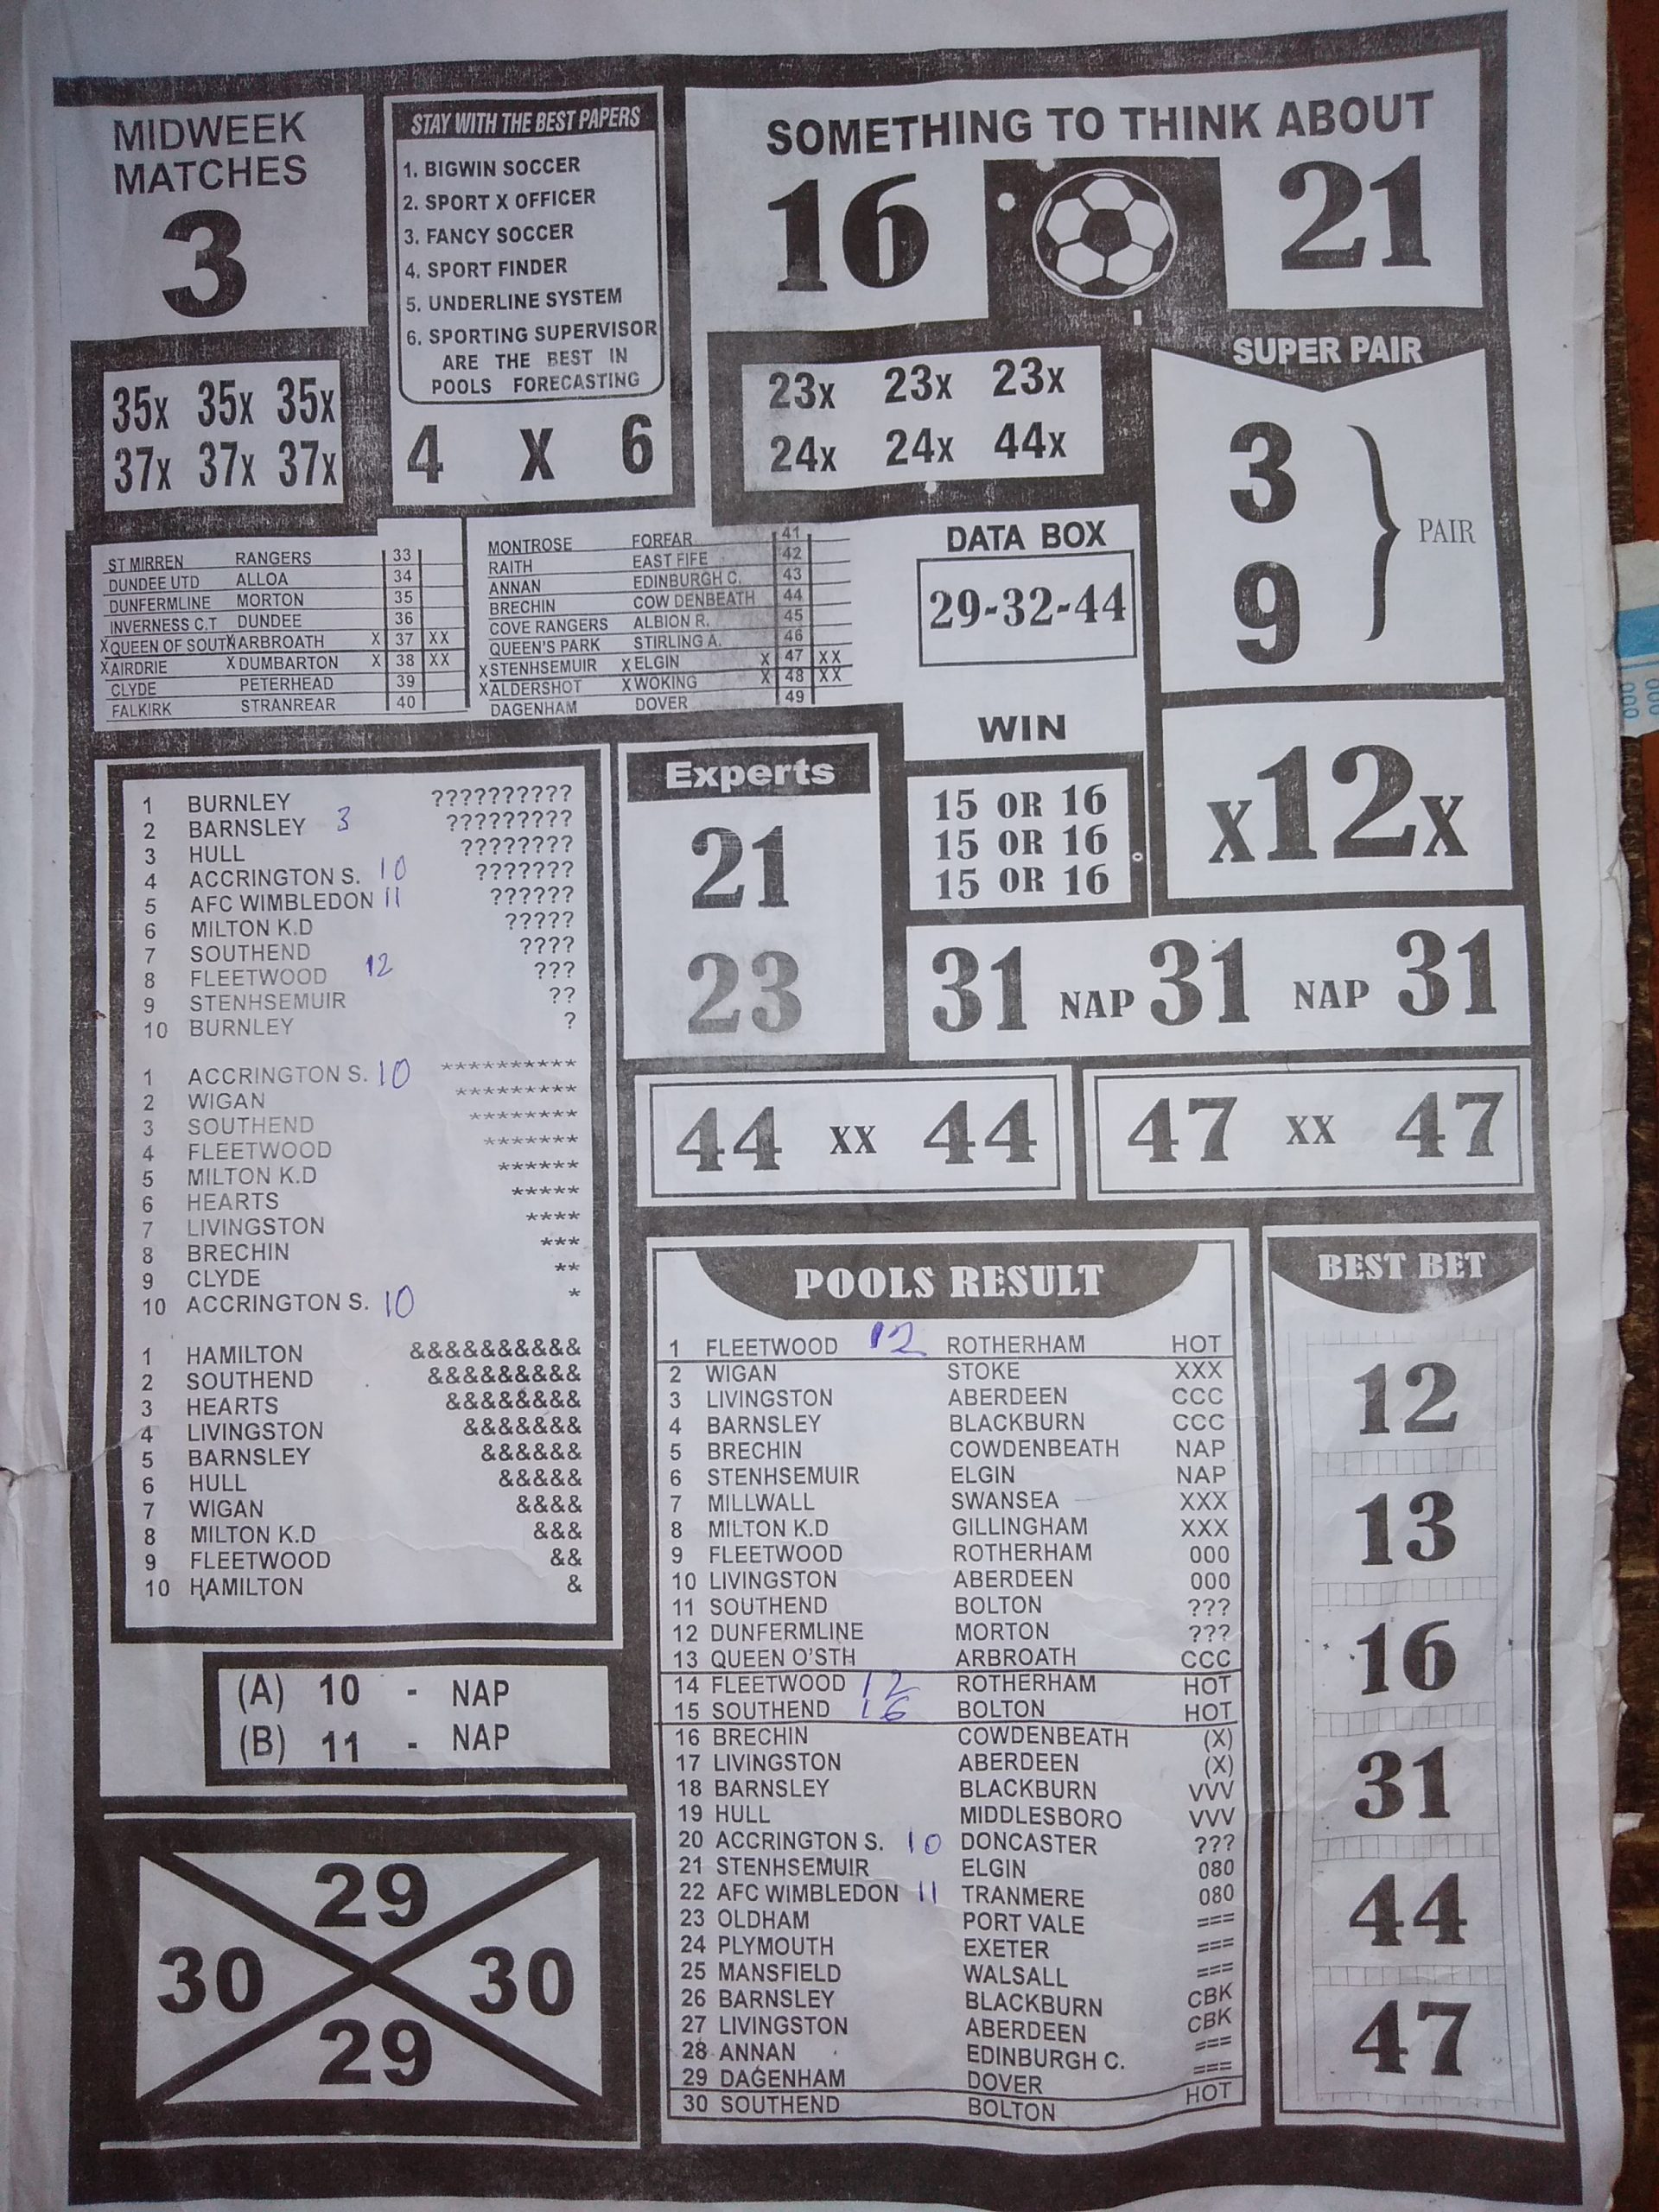 MIDWEEK
MATCHES
3
STAY WITH THE BEST PAPERS
1. BIGWIN SOCCER
2. SPORT X OFFICER
3. FANCY SOCCER
4. SPORT FINDER
5. UNDERLINE SYSTEM
6. SPORTING SUPERVISOR
ARE THE BEST IN
POOLS FORECASTING
4 X 6
SOMETHING TO THINK ABOUT
16 21
35x 35x 35x
37x 37x 37x
23x 23x 23x
24x 24x 44x
SUPER PAIR
3
9
PAIR
ST MIRREN RANGERS 33
DUNDEE UTD ALLOA 34
DUNFERMLINE MORTON 35
INVERNESS C.T DUNDEE 36
X QUEEN OF SOUTH X ARBROATH X 37 XX
X AIRDRIE X DUMBARTON X 38 XX
CLYDE PETERHEAD 39
FALKIRK STRANREAR 40
MONTROSE FORFAR 41
RAITH EAST FIFE 42
ANNAN EDINBURGH C. 43
BRECHIN COW DENBEATH 44
COVE RANGERS ALBION R. 45
QUEEN'S PARK STIRLING A. 46
X STENHSEMUIR X ELGIN X 47 XX
X ALDERSHOT X WOKING X 48 XX
DAGENHAM DOVER 49
DATA BOX
29-32-44
WIN
15 OR 16
15 OR 16
15 OR 16
x12x
1 BURNLEY ??????????
2 BARNSLEY 3 ?????????
3 HULL ????????
4 ACCRINGTON S. 10 ???????
5 AFC WIMBLEDON 11 ??????
6 MILTON K.D ?????
7 SOUTHEND ????
8 FLEETWOOD 12 ???
9 STENHSEMUIR ??
10 BURNLEY ?
1 ACCRINGTON S. 10 **********
2 WIGAN *********
3 SOUTHEND ********
4 FLEETWOOD *******
5 MILTON K.D ******
6 HEARTS *****
7 LIVINGSTON ****
8 BRECHIN ***
9 CLYDE **
10 ACCRINGTON S. 10 *
1 HAMILTON &&&&&&&&&&
2 SOUTHEND &&&&&&&&&
3 HEARTS &&&&&&&&
4 LIVINGSTON &&&&&&&
5 BARNSLEY &&&&&&
6 HULL &&&&&
7 WIGAN &&&&
8 MILTON K.D &&&
9 FLEETWOOD &&
10 HAMILTON &
Experts
21
23
31 NAP 31 NAP 31
44 XX 44
47 XX 47
POOLS RESULT
1 FLEETWOOD 12 ROTHERHAM HOT
2 WIGAN STOKE XXX
3 LIVINGSTON ABERDEEN CCC
4 BARNSLEY BLACKBURN CCC
5 BRECHIN COWDENBEATH NAP
6 STENHSEMUIR ELGIN NAP
7 MILLWALL SWANSEA XXX
8 MILTON K.D GILLINGHAM XXX
9 FLEETWOOD ROTHERHAM 000
10 LIVINGSTON ABERDEEN 000
11 SOUTHEND BOLTON ???
12 DUNFERMLINE MORTON ???
13 QUEEN O'STH ARBROATH CCC
14 FLEETWOOD 12 ROTHERHAM HOT
15 SOUTHEND 16 BOLTON HOT
16 BRECHIN COWDENBEATH (X)
17 LIVINGSTON ABERDEEN (X)
18 BARNSLEY BLACKBURN VVV
19 HULL MIDDLESBORO VVV
20 ACCRINGTON S. 10 DONCASTER ???
21 STENHSEMUIR ELGIN 080
22 AFC WIMBLEDON 11 TRANMERE 080
23 OLDHAM PORT VALE ===
24 PLYMOUTH EXETER ===
25 MANSFIELD WALSALL ===
26 BARNSLEY BLACKBURN CBK
27 LIVINGSTON ABERDEEN CBK
28 ANNAN EDINBURGH C. ===
29 DAGENHAM DOVER ===
30 SOUTHEND BOLTON HOT
BEST BET
12
13
16
31
44
47
(A) 10 - NAP
(B) 11 - NAP
29
30 30
29
000
000